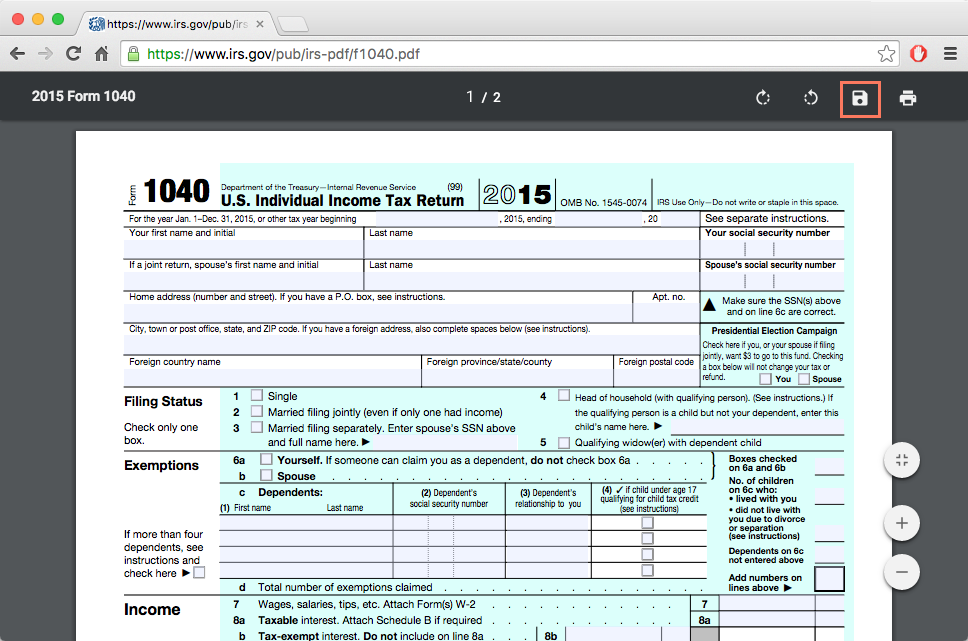 https://www.irs.gov/pub/irs
https://www.irs.gov/pub/irs-pdf/f1040.pdf
2015 Form 1040
1 / 2
Form 1040
Department of the Treasury—Internal Revenue Service (99)
U.S. Individual Income Tax Return
2015
OMB No. 1545-0074
IRS Use Only—Do not write or staple in this space.
For the year Jan. 1–Dec. 31, 2015, or other tax year beginning , 2015, ending , 20
See separate instructions.
Your first name and initial
Last name
Your social security number
If a joint return, spouse's first name and initial
Last name
Spouse's social security number
Home address (number and street). If you have a P.O. box, see instructions.
Apt. no.
▲ Make sure the SSN(s) above
and on line 6c are correct.
City, town or post office, state, and ZIP code. If you have a foreign address, also complete spaces below (see instructions).
Presidential Election Campaign
Check here if you, or your spouse if filing
jointly, want $3 to go to this fund. Checking
a box below will not change your tax or
refund. You Spouse
Foreign country name
Foreign province/state/county
Foreign postal code
Filing Status
Check only one
box.
1 Single
2 Married filing jointly (even if only one had income)
3 Married filing separately. Enter spouse's SSN above
and full name here. ▶
4 Head of household (with qualifying person). (See instructions.) If
the qualifying person is a child but not your dependent, enter this
child's name here. ▶
5 Qualifying widow(er) with dependent child
Exemptions
6a Yourself. If someone can claim you as a dependent, do not check box 6a . . . . .
b Spouse . . . . . . . . . . . . . . . . . . . .
c Dependents:
(1) First name Last name
(2) Dependent's
social security number
(3) Dependent's
relationship to you
(4) ✓ if child under age 17
qualifying for child tax credit
(see instructions)
If more than four
dependents, see
instructions and
check here ▶
d Total number of exemptions claimed . . . . . . . . . . . . . . .
Boxes checked
on 6a and 6b
No. of children
on 6c who:
• lived with you
• did not live with
you due to divorce
or separation
(see instructions)
Dependents on 6c
not entered above
Add numbers on
lines above ▶
Income
7 Wages, salaries, tips, etc. Attach Form(s) W-2 . . . . . . . . . . . 7
8a Taxable interest. Attach Schedule B if required . . . . . . . . . . . 8a
b Tax-exempt interest. Do not include on line 8a . . . 8b